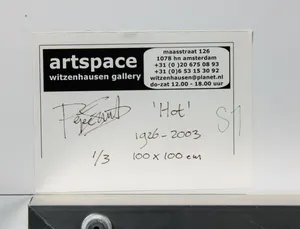 artspace
witzenhausen gallery
maasstraat 126
1078 hn amsterdam
+31 (0 )20 675 08 93
+31 (0)6 53 15 30 92
witzenhausen@planet.nl
do-zat 12.00 - 18.00 uur
'Hot'
1926-2003
1/3 100 x 100 cm